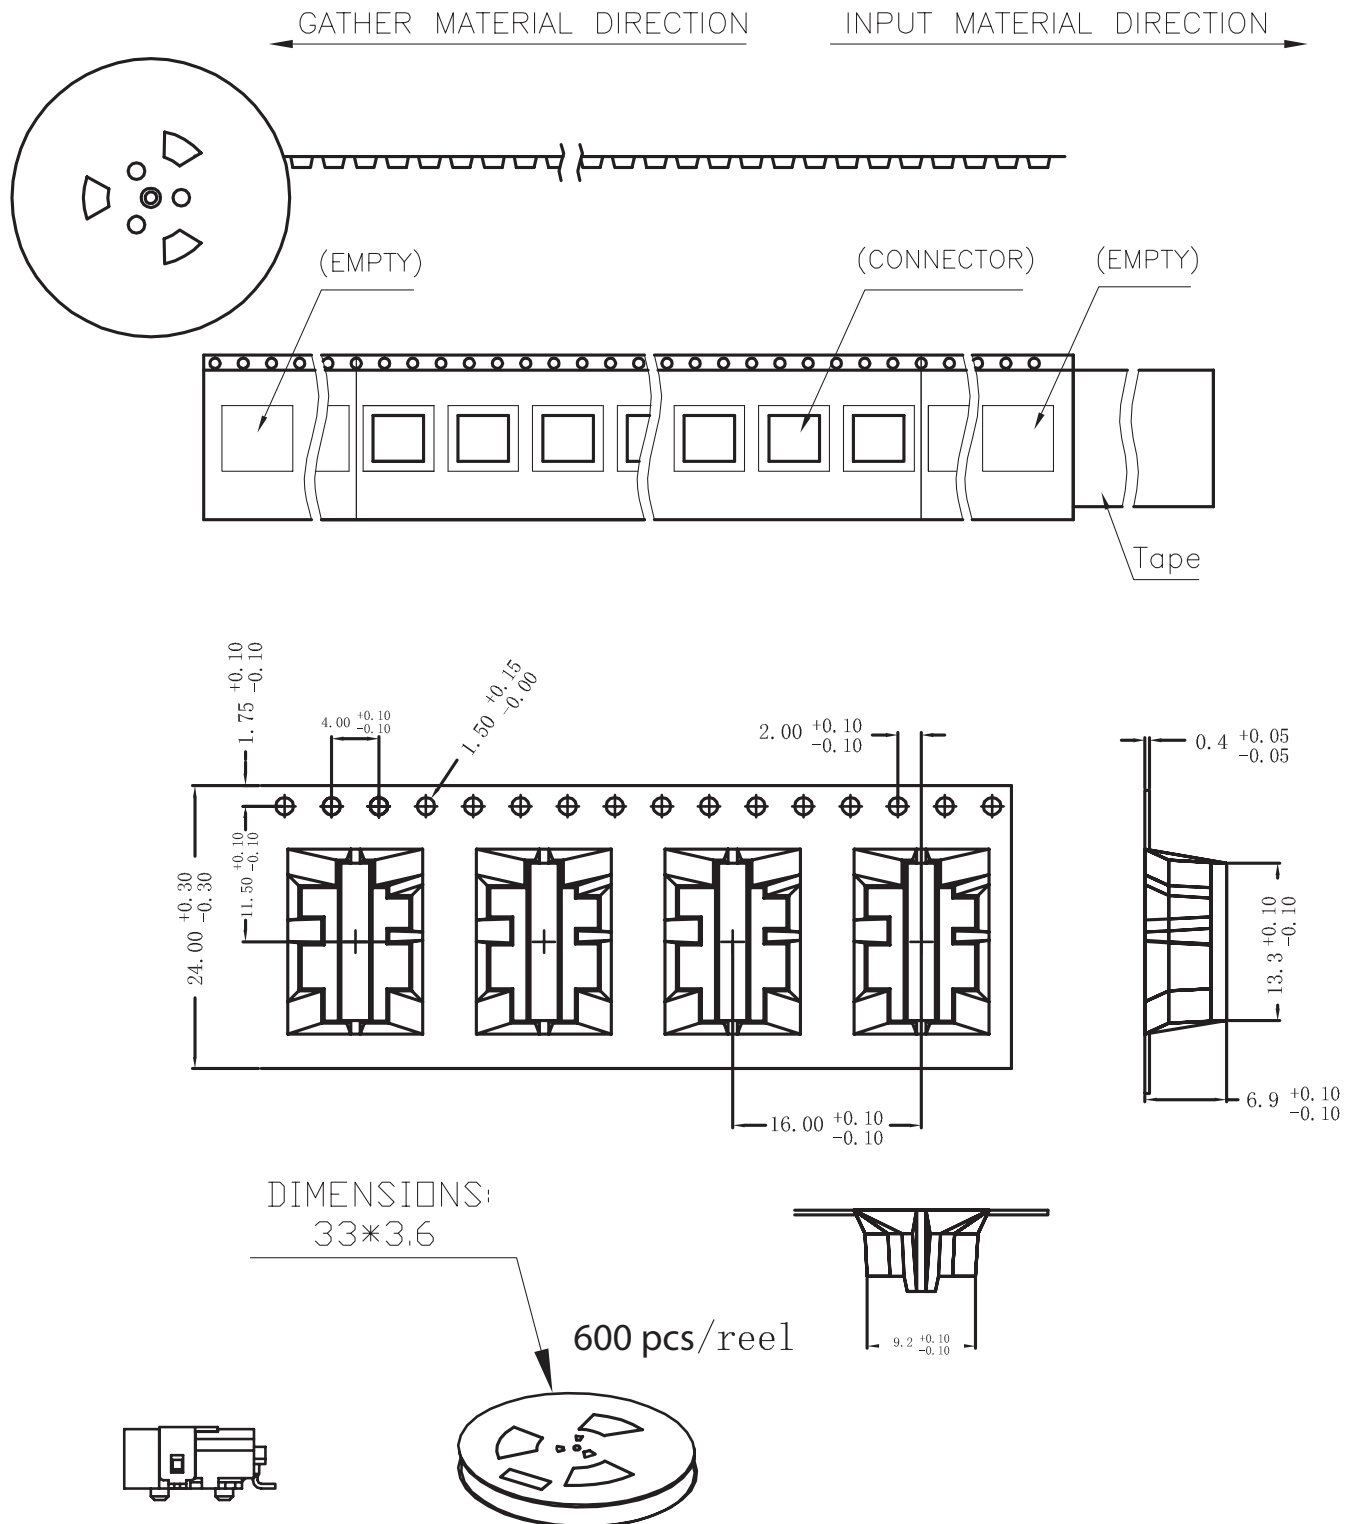 GATHER MATERIAL DIRECTION
INPUT MATERIAL DIRECTION
(EMPTY)
(CONNECTOR)
(EMPTY)
Tape
1.75 +0.10 -0.10
4.00 +0.10 -0.10
1.50 +0.15 -0.00
2.00 +0.10 -0.10
0.4 +0.05 -0.05
24.00 +0.30 -0.30
11.50 +0.10 -0.10
13.3 +0.10 -0.10
16.00 +0.10 -0.10
6.9 +0.10 -0.10
DIMENSIONS:
33*3.6
600 pcs/reel
9.2 +0.10 -0.10